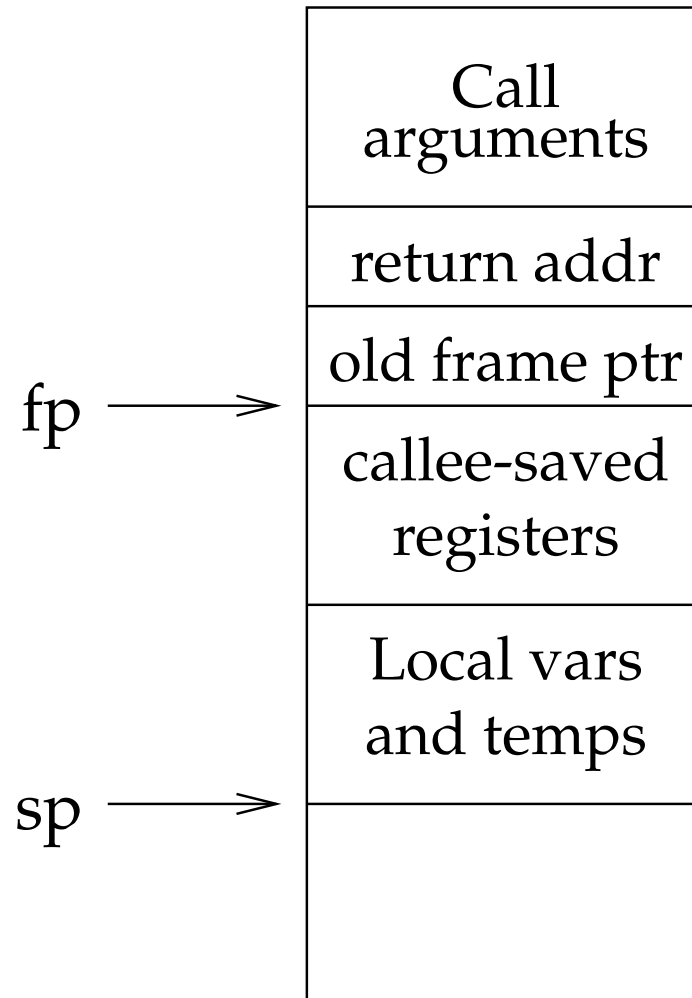 Call
arguments
return addr
old frame ptr
fp
callee-saved
registers
Local vars
and temps
sp